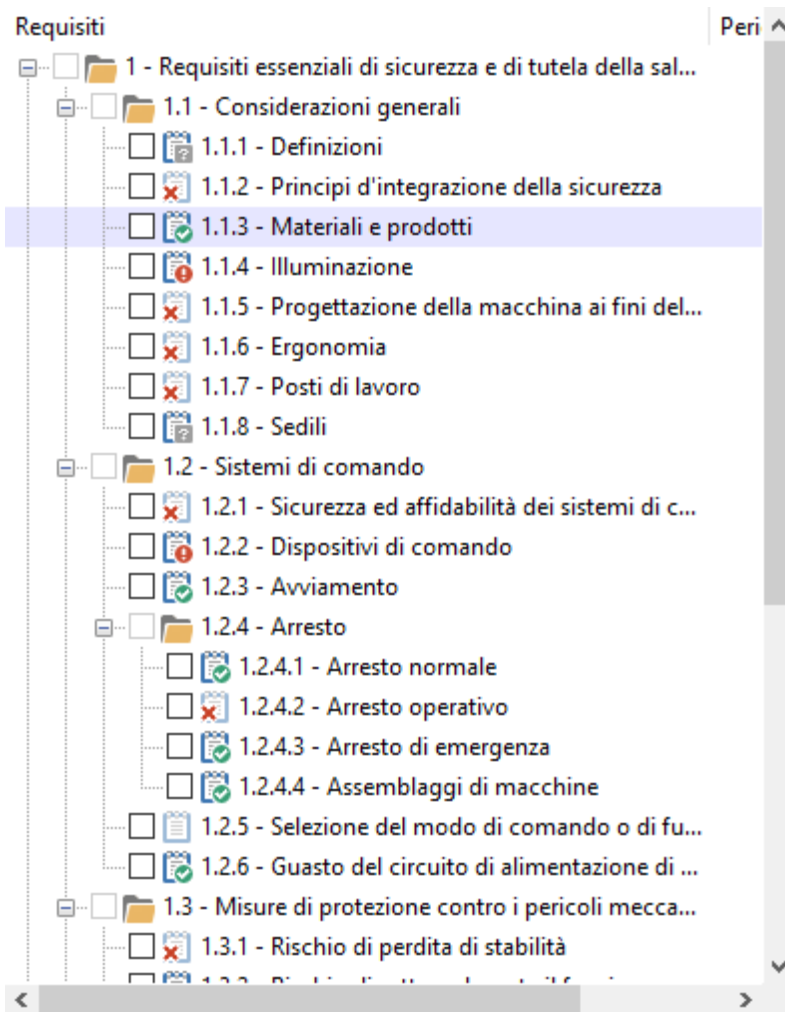 Requisiti Peri
1 - Requisiti essenziali di sicurezza e di tutela della sal...
1.1 - Considerazioni generali
1.1.1 - Definizioni
1.1.2 - Principi d'integrazione della sicurezza
1.1.3 - Materiali e prodotti
1.1.4 - Illuminazione
1.1.5 - Progettazione della macchina ai fini del...
1.1.6 - Ergonomia
1.1.7 - Posti di lavoro
1.1.8 - Sedili
1.2 - Sistemi di comando
1.2.1 - Sicurezza ed affidabilità dei sistemi di c...
1.2.2 - Dispositivi di comando
1.2.3 - Avviamento
1.2.4 - Arresto
1.2.4.1 - Arresto normale
1.2.4.2 - Arresto operativo
1.2.4.3 - Arresto di emergenza
1.2.4.4 - Assemblaggi di macchine
1.2.5 - Selezione del modo di comando o di fu...
1.2.6 - Guasto del circuito di alimentazione di ...
1.3 - Misure di protezione contro i pericoli mecca...
1.3.1 - Rischio di perdita di stabilità